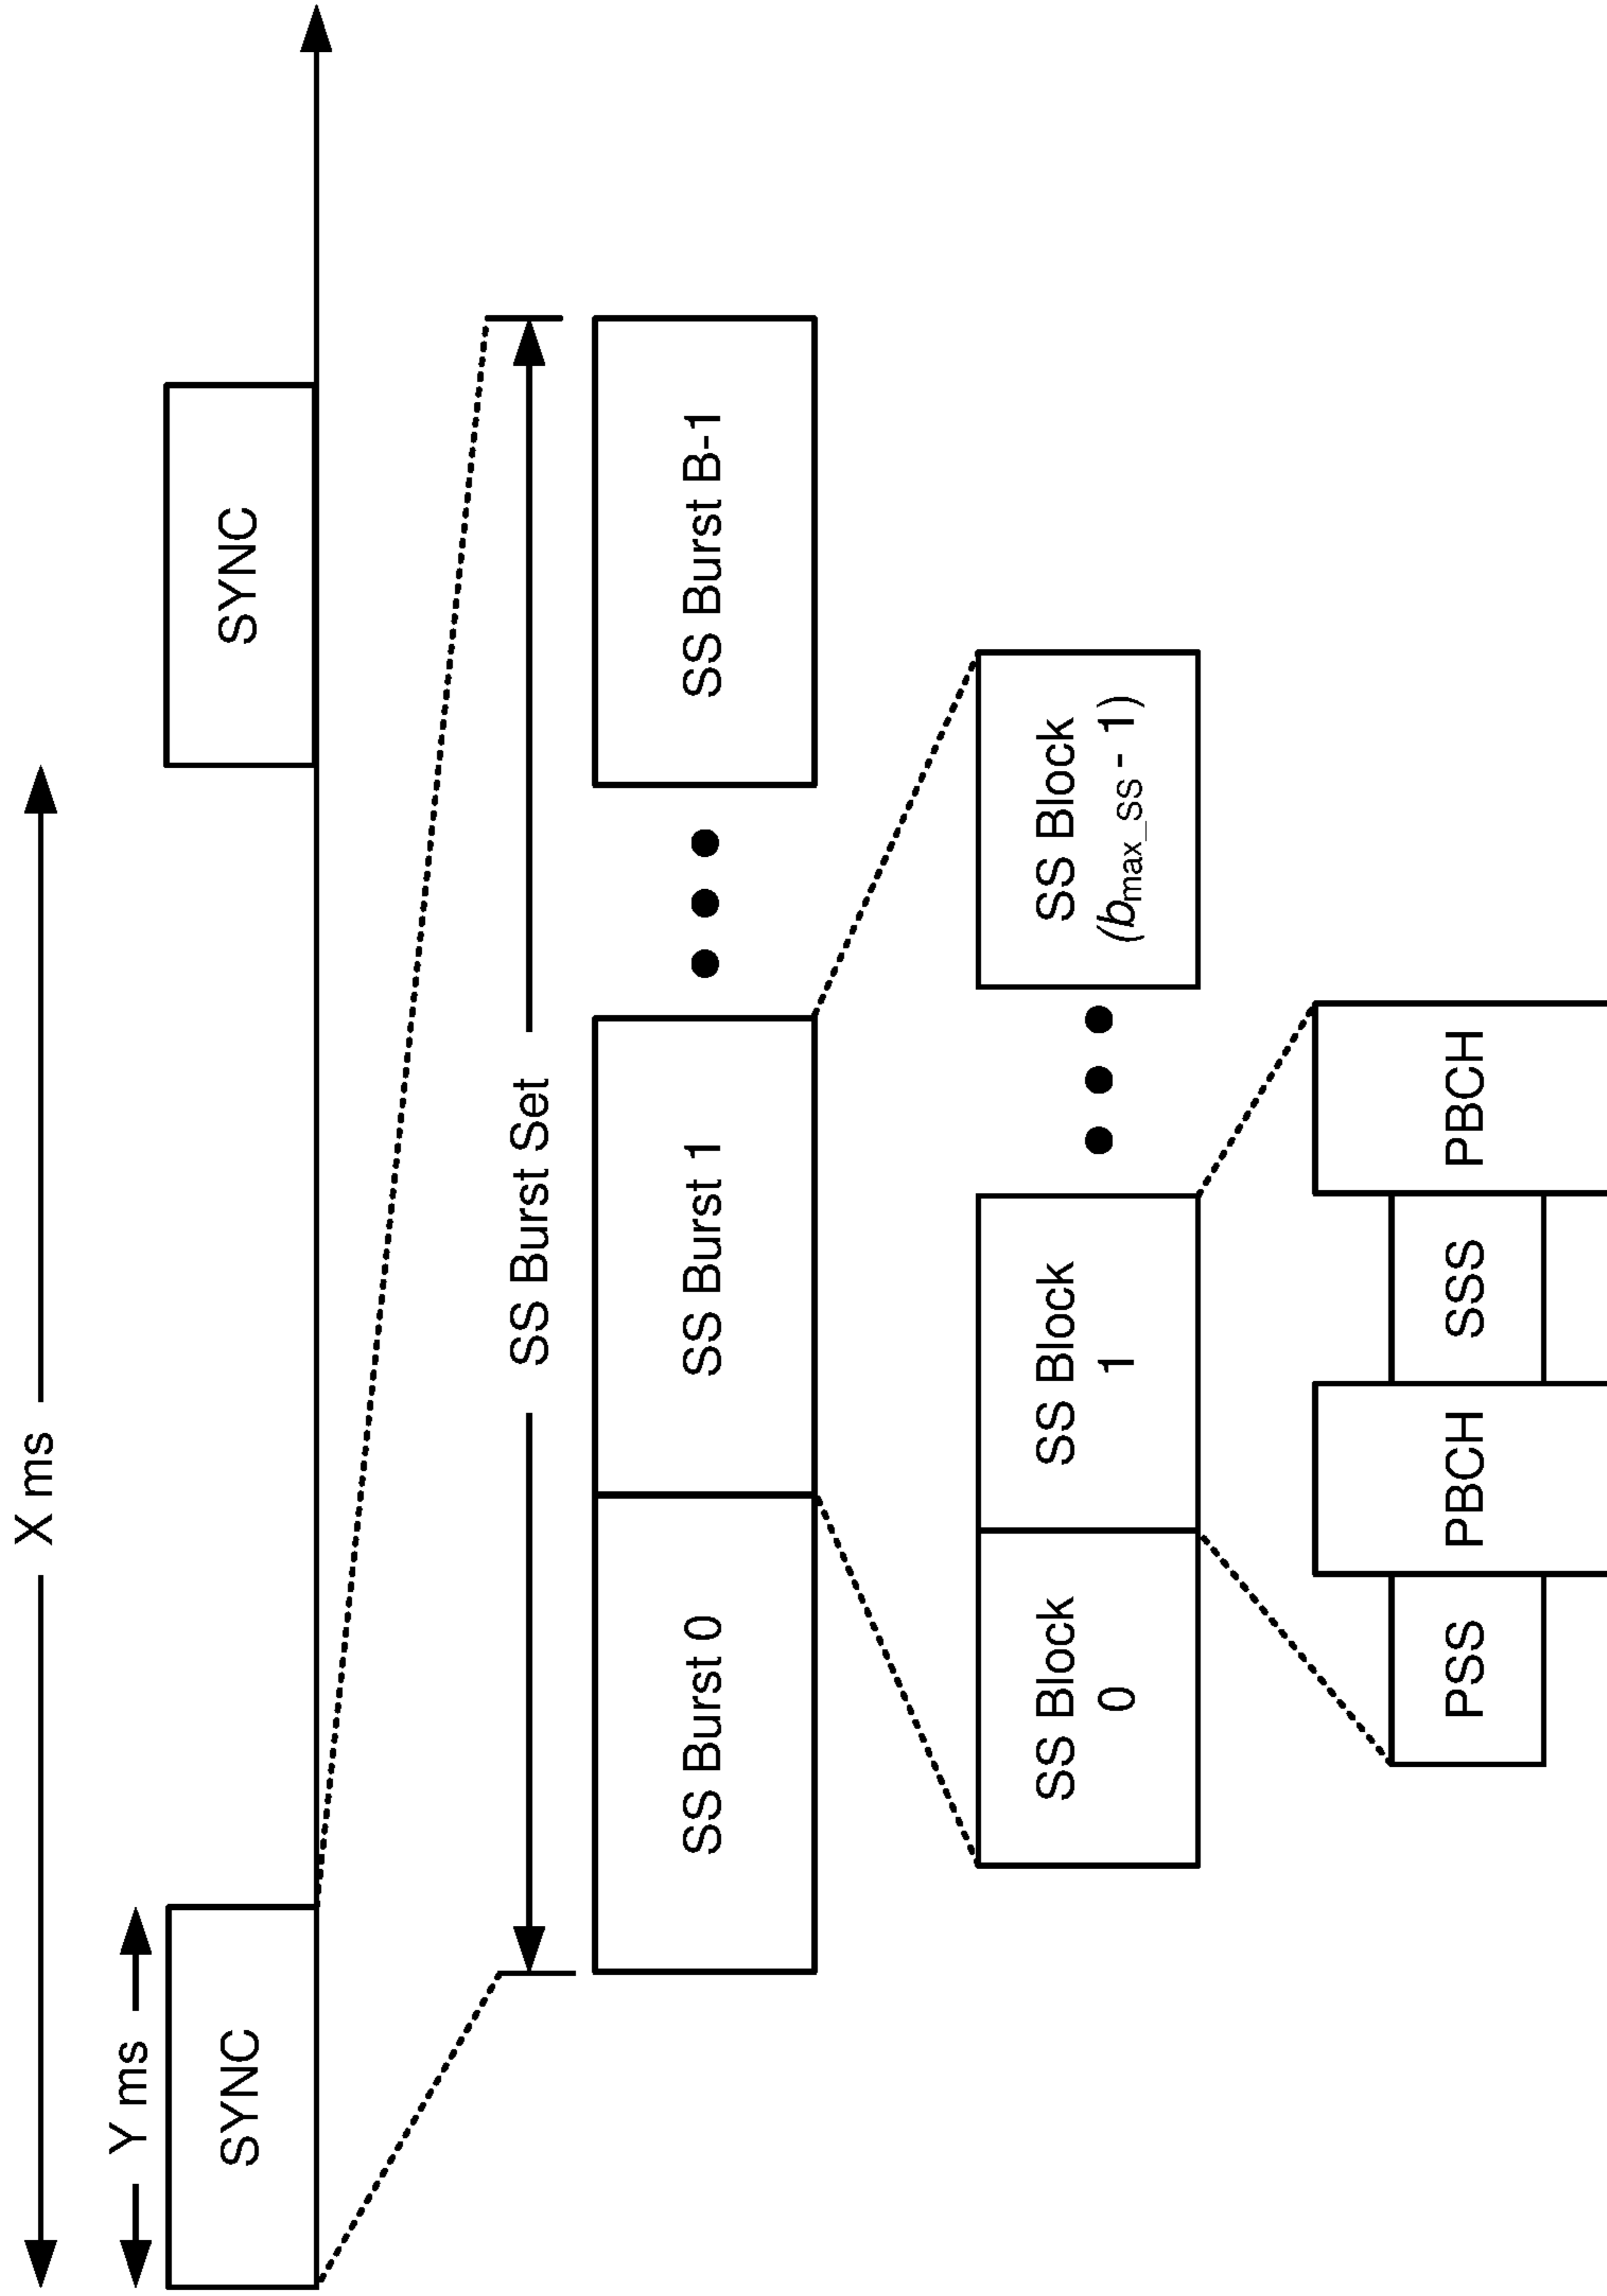 X ms
Y ms
SYNC
SYNC
SS Burst Set
SS Burst 0
SS Burst 1
SS Burst B-1
SS Block
0
SS Block
1
SS Block
(bmax_SS - 1)
PSS
PBCH
SSS
PBCH